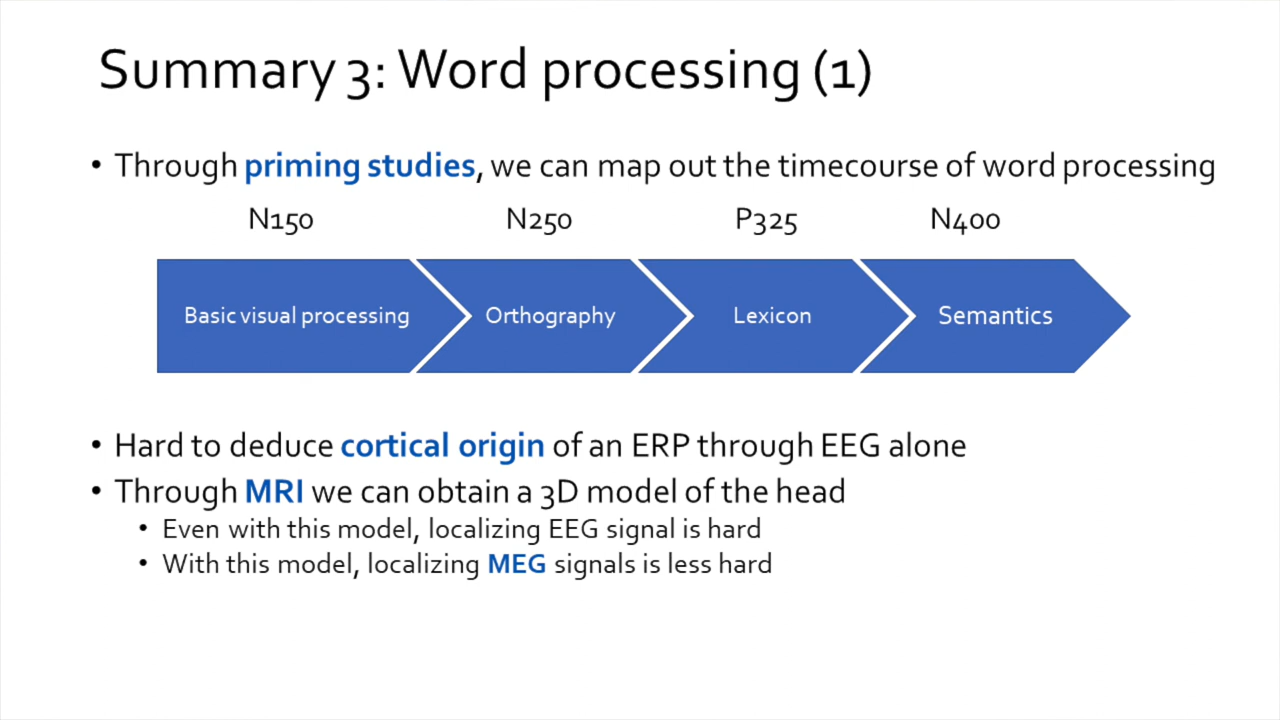 Summary 3: Word processing (1)
• Through priming studies, we can map out the timecourse of word processing
N150 N250 P325 N400
Basic visual processing Orthography Lexicon Semantics
• Hard to deduce cortical origin of an ERP through EEG alone
• Through MRI we can obtain a 3D model of the head
• Even with this model, localizing EEG signal is hard
• With this model, localizing MEG signals is less hard